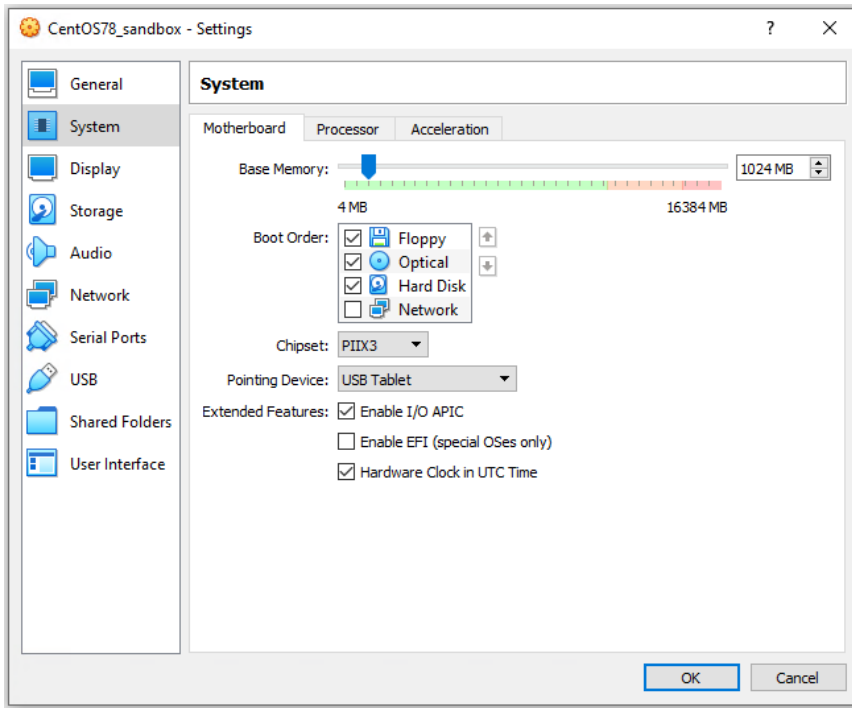 CentOS78_sandbox - Settings
? ×
General
System
Display
Storage
Audio
Network
Serial Ports
USB
Shared Folders
User Interface
System
Motherboard Processor Acceleration
Base Memory: 1024 MB
4 MB 16384 MB
Boot Order: Floppy
Optical
Hard Disk
Network
Chipset: PIIX3
Pointing Device: USB Tablet
Extended Features: Enable I/O APIC
Enable EFI (special OSes only)
Hardware Clock in UTC Time
OK Cancel